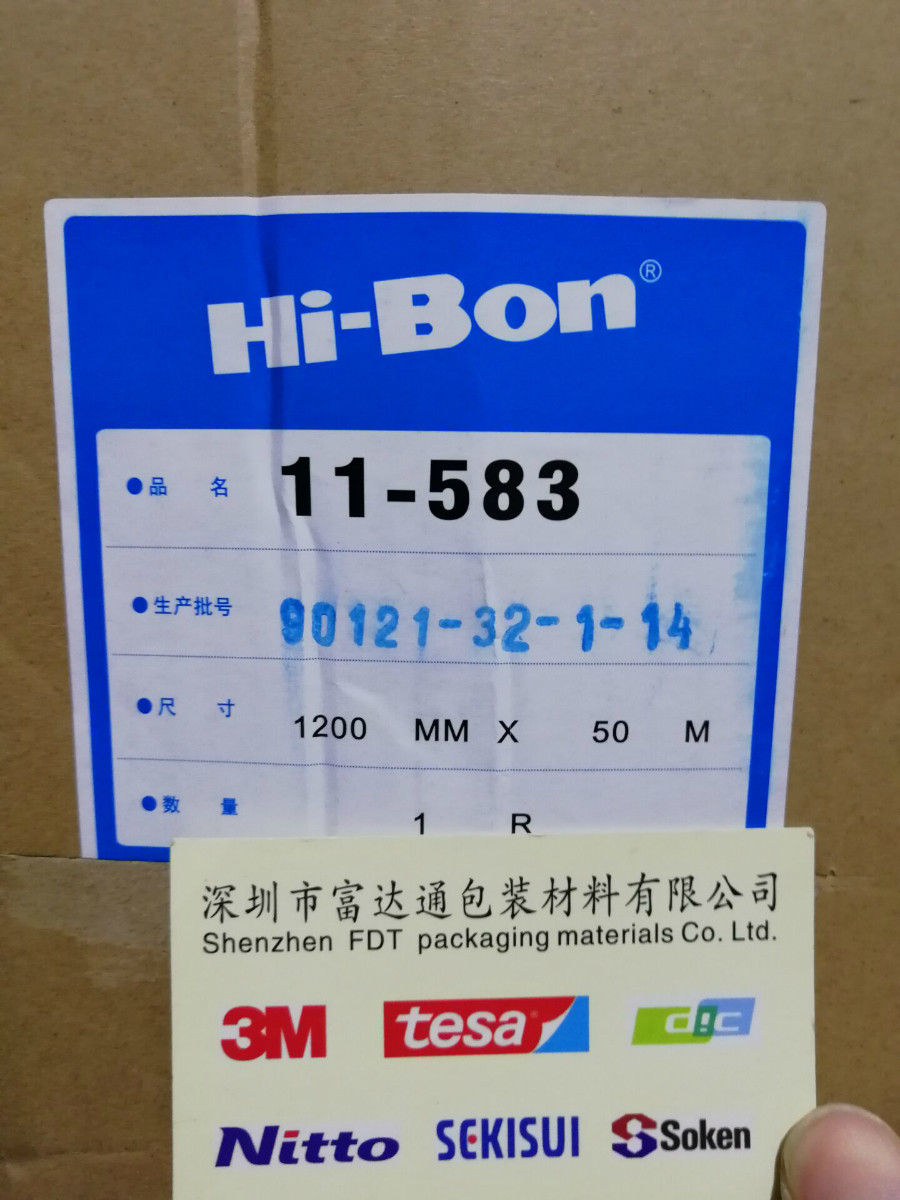 Hi-Bon®
●品 名 11-583
●生产批号 90121-32-1-14
●尺 寸 1200 MM X 50 M
●数 量 1 R
深圳市富达通包装材料有限公司
Shenzhen FDT packaging materials Co. Ltd.
3M tesa dic
Nitto SEKISUI Soken